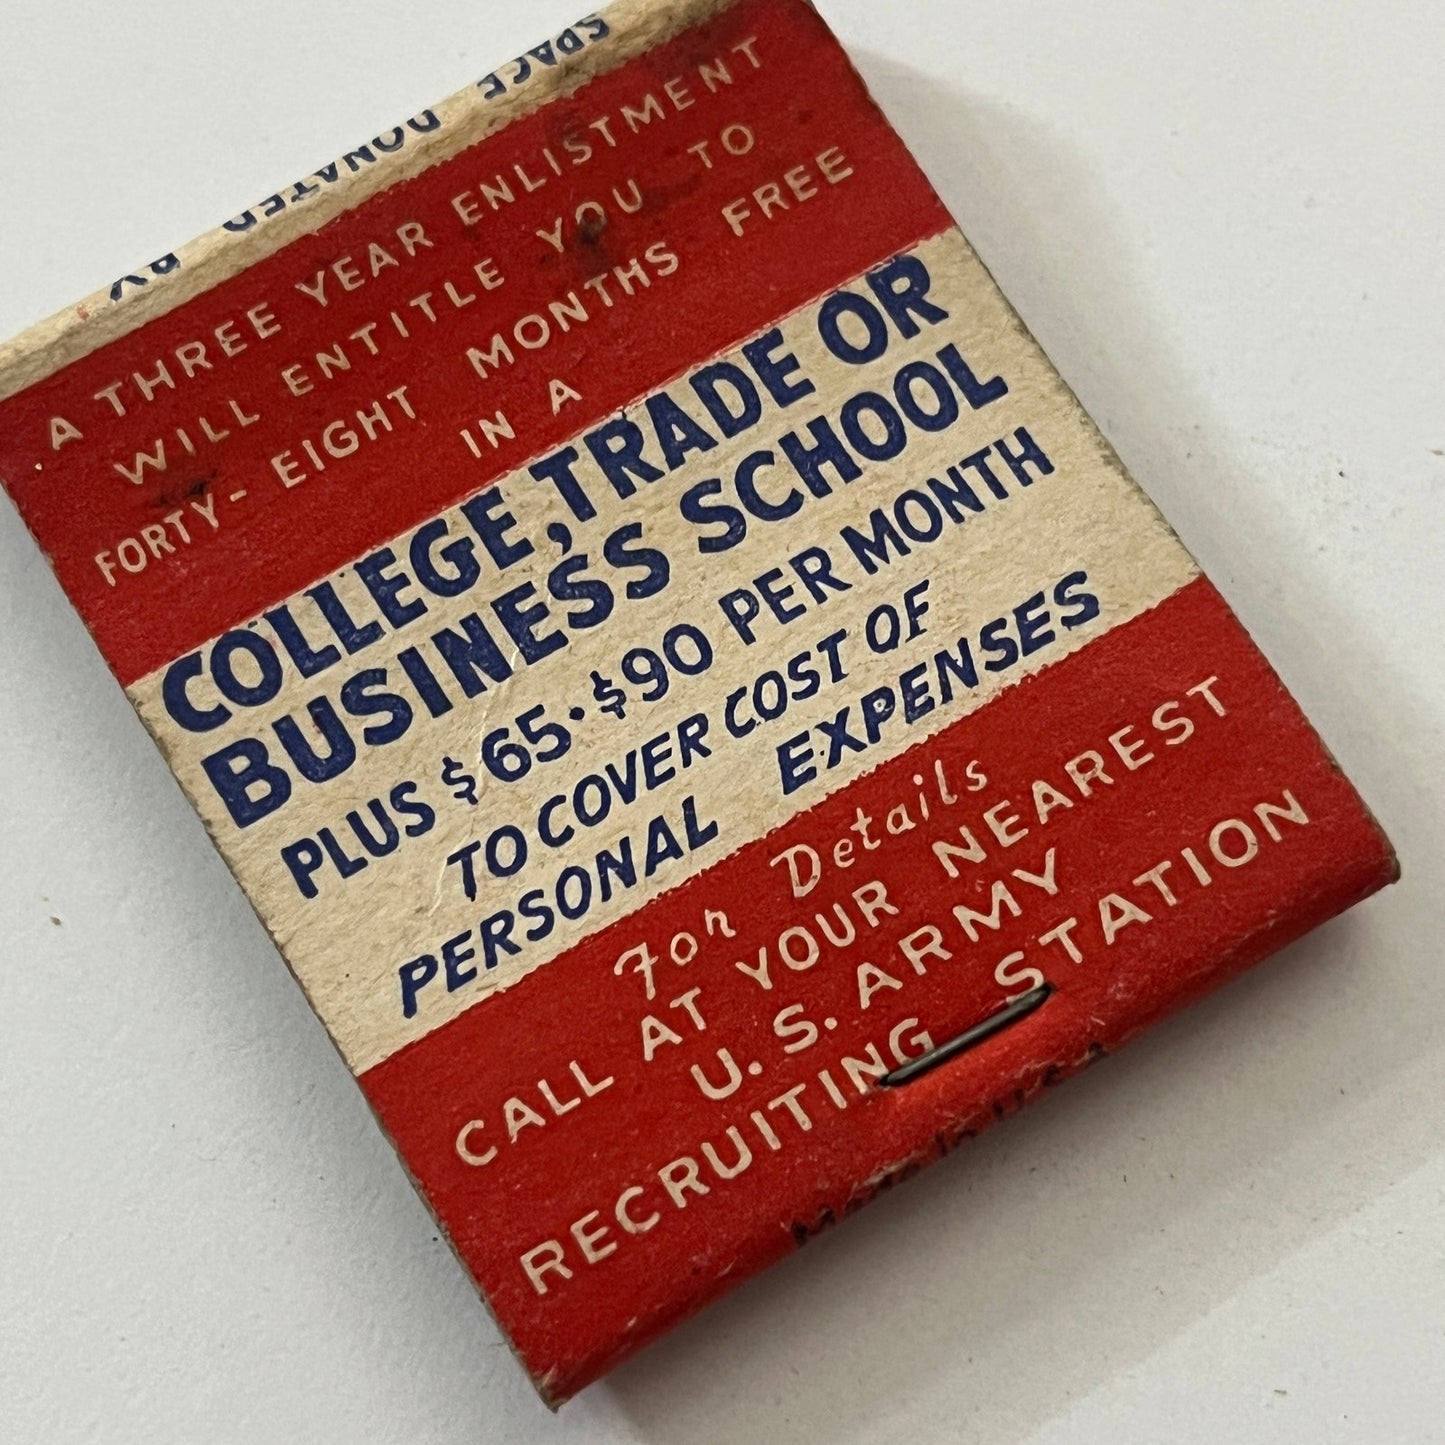 SPACE DONATED BY
A THREE YEAR ENLISTMENT
WILL ENTITLE YOU TO
FORTY-EIGHT MONTHS FREE
IN A
COLLEGE, TRADE OR
BUSINESS SCHOOL
PLUS $65·$90 PER MONTH
TO COVER COST OF
PERSONAL EXPENSES
For Details
CALL AT YOUR NEAREST
U. S. ARMY
RECRUITING STATION